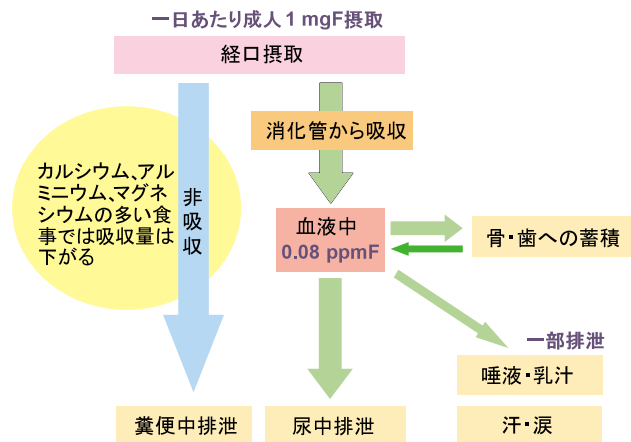 一日あたり成人1 mgF摂取
経口摂取
消化管から吸収
カルシウム、アル
ミニウム、マグネ
シウムの多い食
事では吸収量は
下がる
非吸収
血液中
0.08 ppmF
骨・歯への蓄積
一部排泄
唾液・乳汁
糞便中排泄
尿中排泄
汗・涙